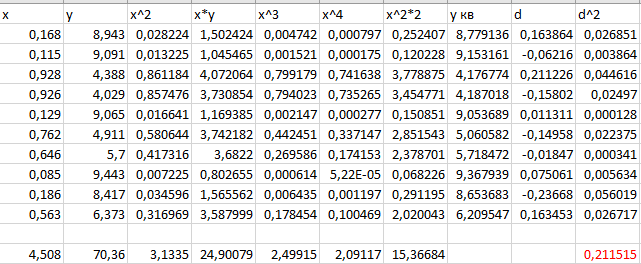 x y x^2 x*y x^3 x^4 x^2*2 y кв d d^2
0,168 8,943 0,028224 1,502424 0,004742 0,000797 0,252407 8,779136 0,163864 0,026851
0,115 9,091 0,013225 1,045465 0,001521 0,000175 0,120228 9,153161 -0,06216 0,003864
0,928 4,388 0,861184 4,072064 0,799179 0,741638 3,778875 4,176774 0,211226 0,044616
0,926 4,029 0,857476 3,730854 0,794023 0,735265 3,454771 4,187018 -0,15802 0,02497
0,129 9,065 0,016641 1,169385 0,002147 0,000277 0,150851 9,053689 0,011311 0,000128
0,762 4,911 0,580644 3,742182 0,442451 0,337147 2,851543 5,060582 -0,14958 0,022375
0,646 5,7 0,417316 3,6822 0,269586 0,174153 2,378701 5,718472 -0,01847 0,000341
0,085 9,443 0,007225 0,802655 0,000614 5,22E-05 0,068226 9,367939 0,075061 0,005634
0,186 8,417 0,034596 1,565562 0,006435 0,001197 0,291195 8,653683 -0,23668 0,056019
0,563 6,373 0,316969 3,587999 0,178454 0,100469 2,020043 6,209547 0,163453 0,026717
4,508 70,36 3,1335 24,90079 2,49915 2,09117 15,36684 0,211515